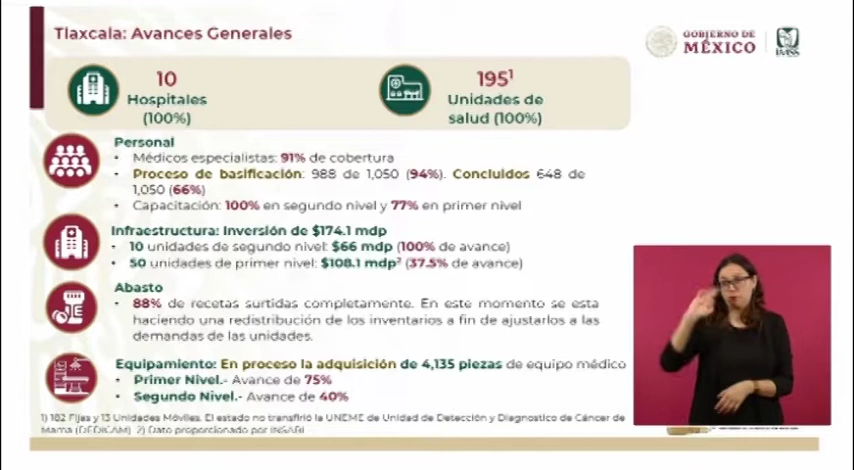 Tlaxcala: Avances Generales
GOBIERNO DE
MÉXICO
IMSS
10
Hospitales
(100%)
195¹
Unidades de
salud (100%)
Personal
• Médicos especialistas: 91% de cobertura
• Proceso de basificación: 988 de 1,050 (94%). Concluidos 648 de
1,050 (66%)
• Capacitación: 100% en segundo nivel y 77% en primer nivel
Infraestructura: Inversión de $174.1 mdp
• 10 unidades de segundo nivel: $66 mdp (100% de avance)
• 50 unidades de primer nivel: $108.1 mdp² (37.5% de avance)
Abasto
• 88% de recetas surtidas completamente. En este momento se esta
haciendo una redistribución de los inventarios a fin de ajustarlos a las
demandas de las unidades.
Equipamiento: En proceso la adquisición de 4,135 piezas de equipo médico
• Primer Nivel.- Avance de 75%
• Segundo Nivel.- Avance de 40%
1) 182 Fijas y 13 Unidades Móviles. El estado no transfirió la UNEME de Unidad de Detección y Diagnostico de Cáncer de
Mama (DEDICAM) 2) Dato proporcionado por INSABI